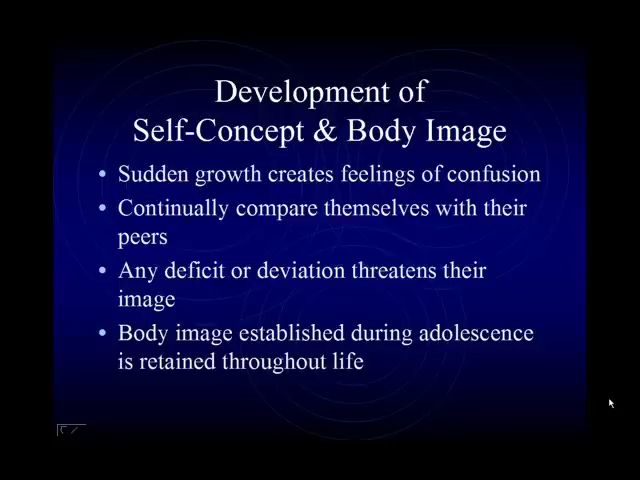 Development of
Self-Concept & Body Image
• Sudden growth creates feelings of confusion
• Continually compare themselves with their
peers
• Any deficit or deviation threatens their
image
• Body image established during adolescence
is retained throughout life